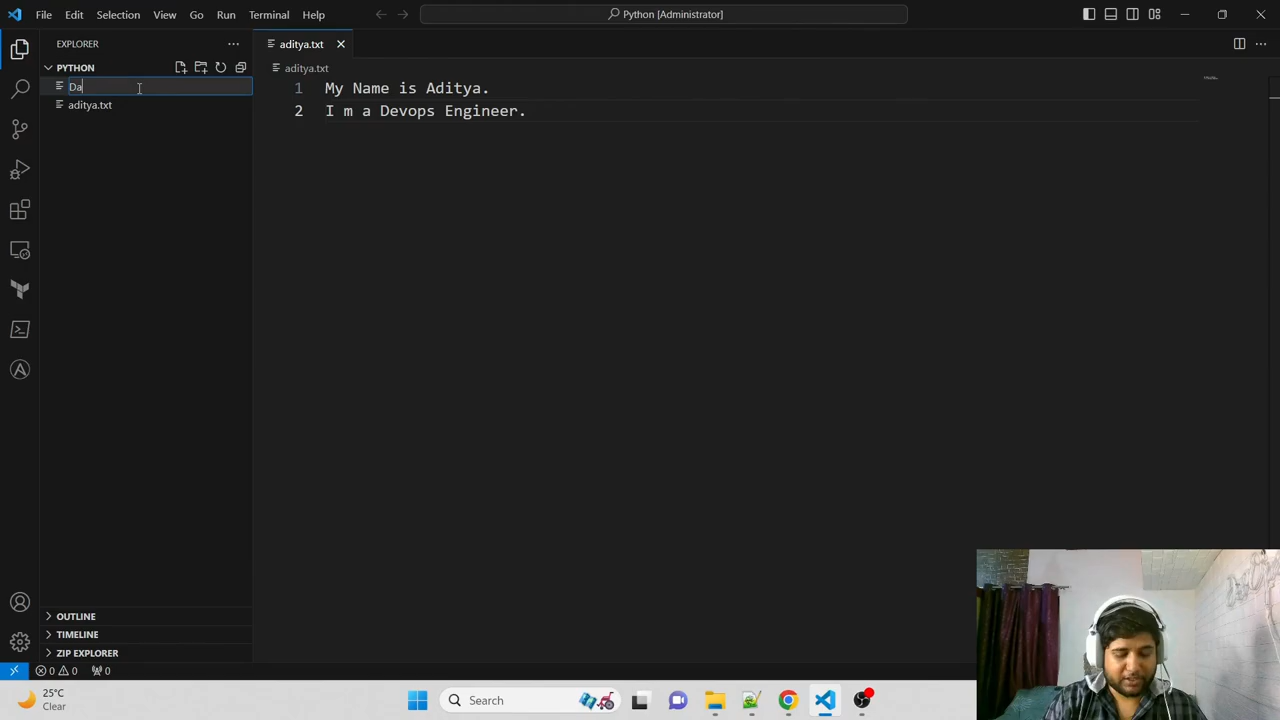 File Edit Selection View Go Run Terminal Help
Python [Administrator]
EXPLORER
aditya.txt
PYTHON
aditya.txt
Da
aditya.txt
1 My Name is Aditya.
2 I m a Devops Engineer.
OUTLINE
TIMELINE
ZIP EXPLORER
0 0 0
25°C
Clear
Search